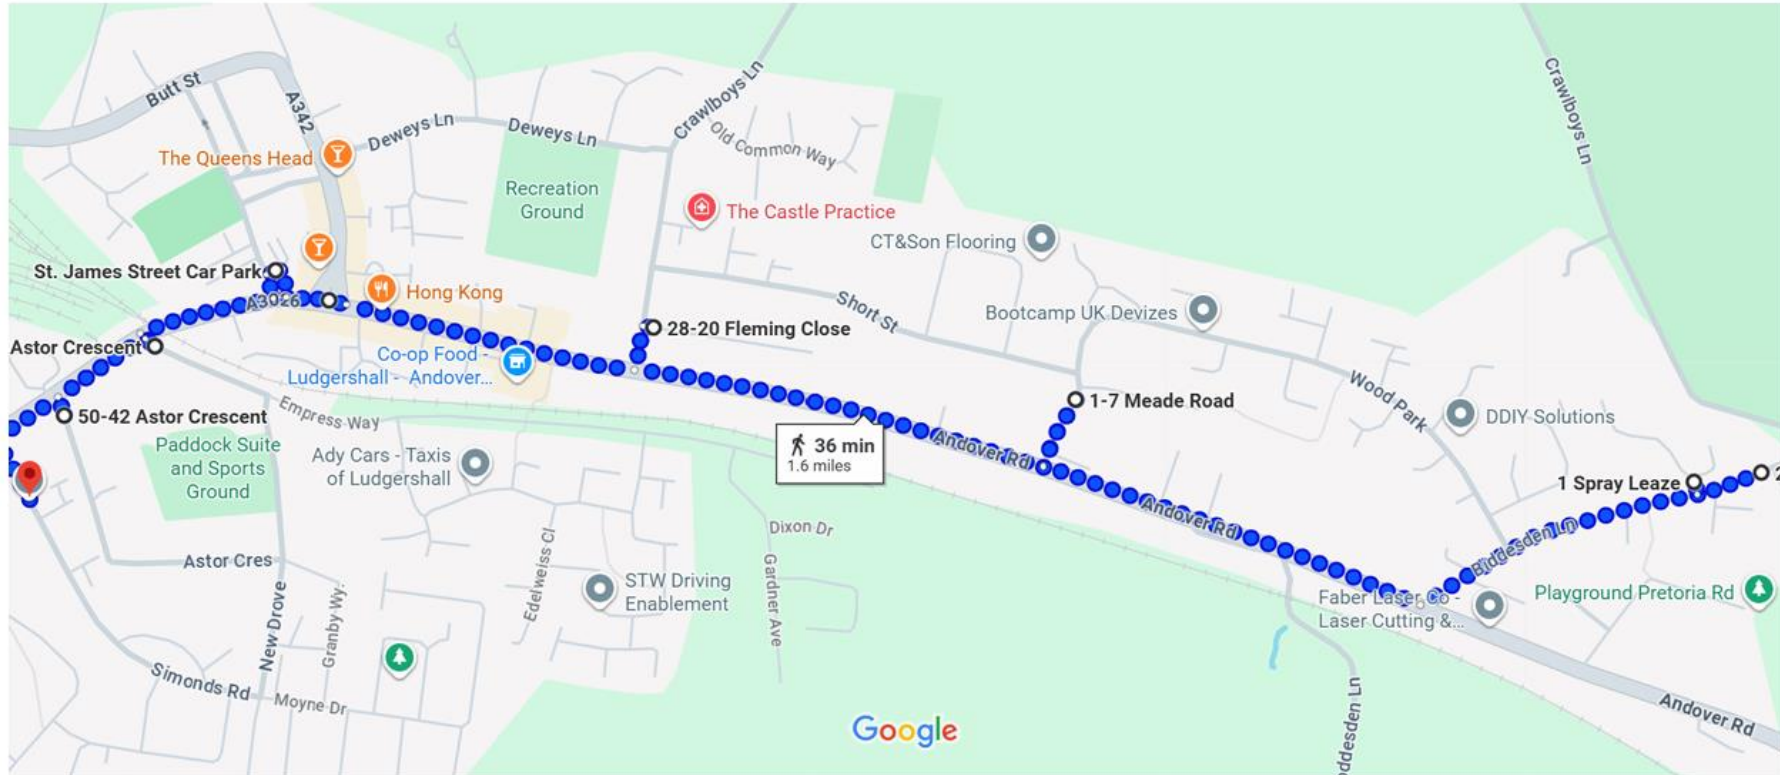 Butt St
A342
Deweys Ln
Deweys Ln
Crawlboys Ln
Crawlboys Ln
Old Common Way
The Queens Head
Recreation
Ground
The Castle Practice
CT&Son Flooring
St. James Street Car Park
A3026
Hong Kong
Short St
Bootcamp UK Devizes
28-20 Fleming Close
Astor Crescent
Co-op Food -
Ludgershall - Andover...
Wood Park
50-42 Astor Crescent
Empress Way
1-7 Meade Road
DDIY Solutions
Paddock Suite
and Sports
Ground
Ady Cars - Taxis
of Ludgershall
36 min
1.6 miles
Andover Rd
Andover Rd
1 Spray Leaze
2
Biddesden Ln
Dixon Dr
Astor Cres
Edelweiss Cl
Gardner Ave
STW Driving
Enablement
New Drove
Granby Wy.
Faber Laser Co -
Laser Cutting &...
Playground Pretoria Rd
Simonds Rd
Moyne Dr
Google
ddesden Ln
Andover Rd